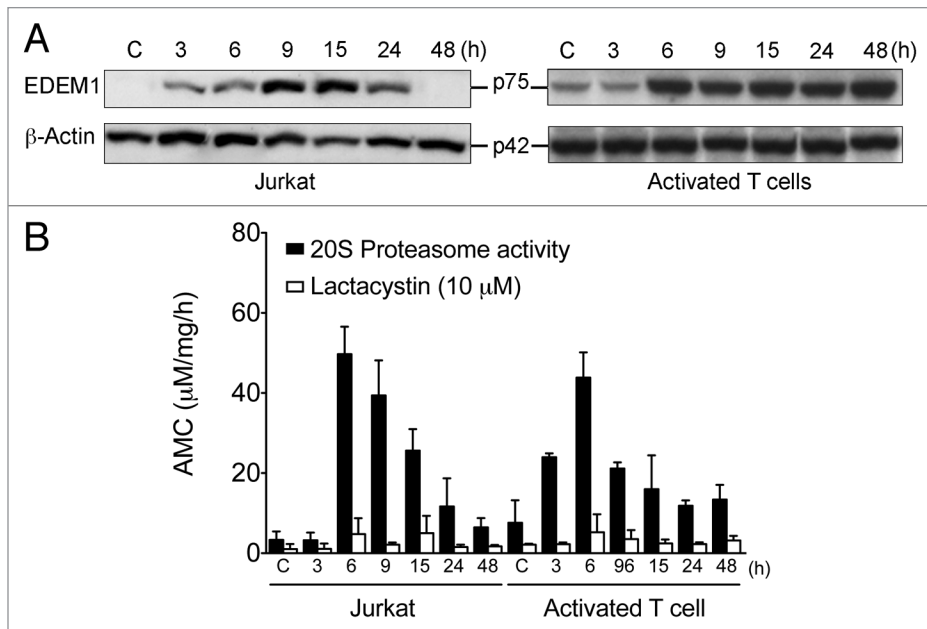 A
C 3 6 9 15 24 48 (h) C 3 6 9 15 24 48 (h)
EDEM1 p75
β-Actin p42
Jurkat Activated T cells
B
80
20S Proteasome activity
Lactacystin (10 μM)
60
40
20
0
AMC (μM/mg/h)
C 3 6 9 15 24 48 C 3 6 96 15 24 48 (h)
Jurkat Activated T cell